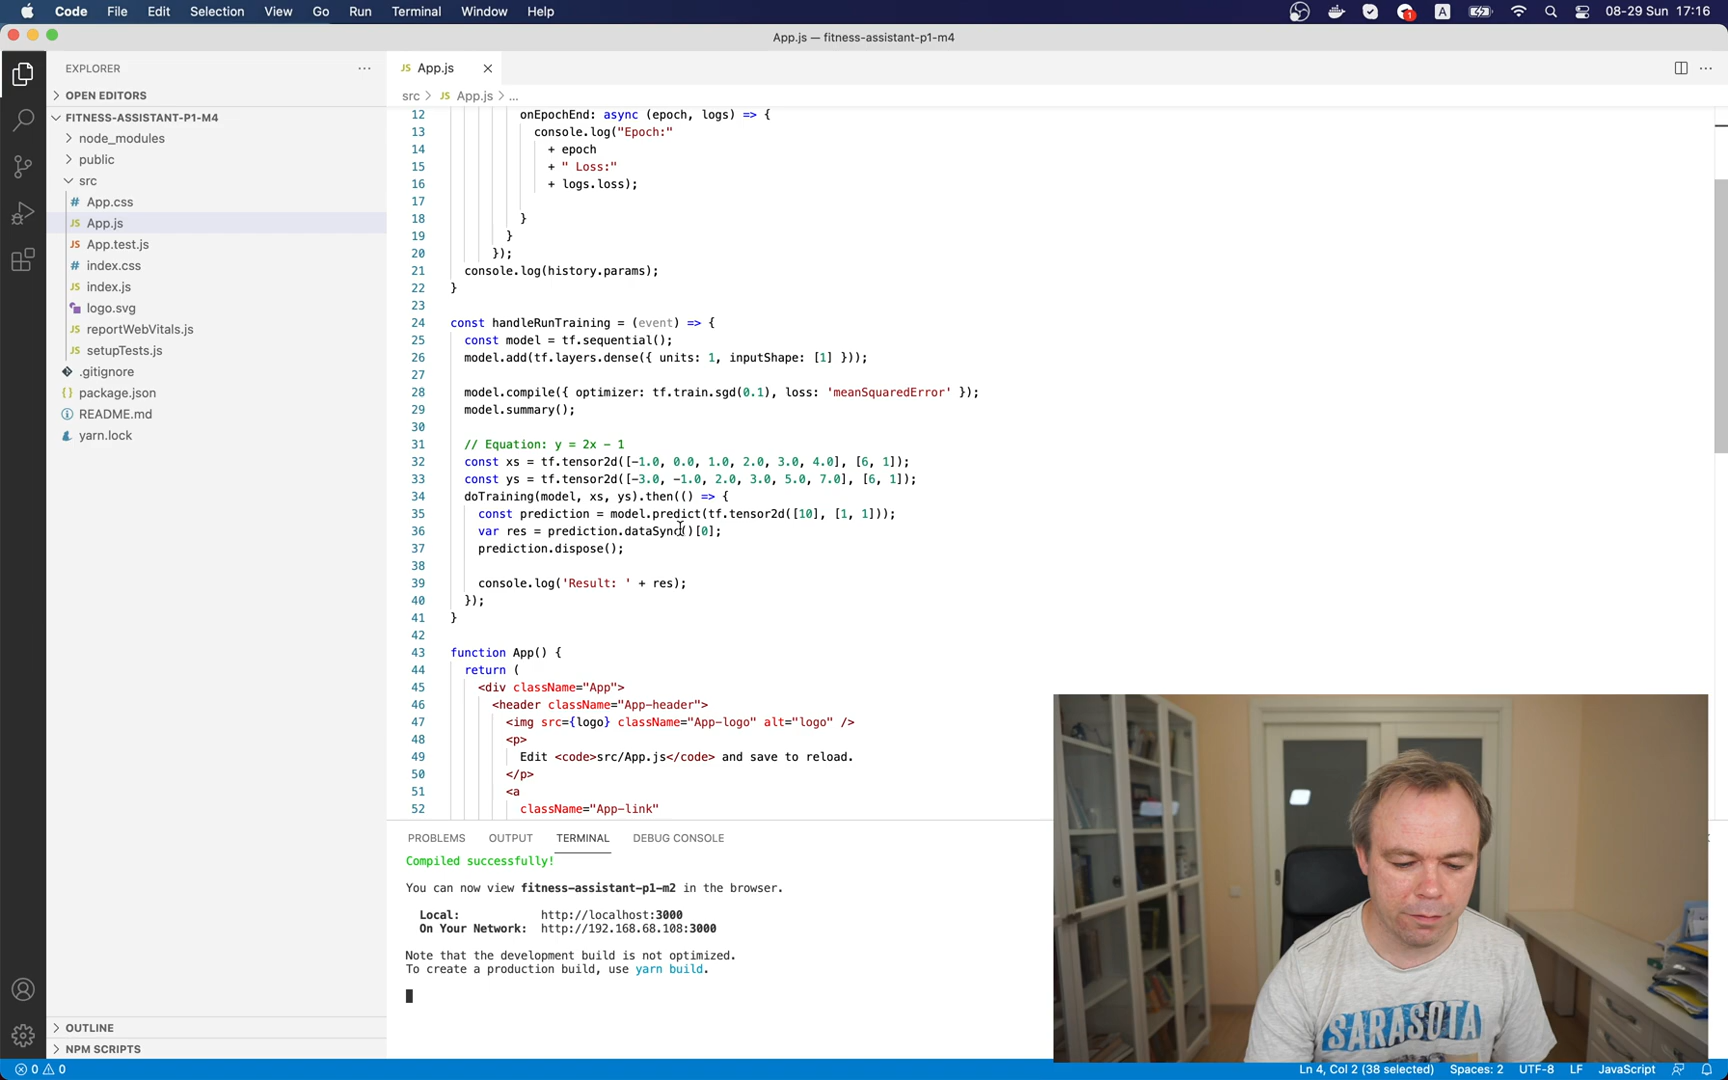 Code File Edit Selection View Go Run Terminal Window Help
1 A 08-29 Sun 17:16
App.js — fitness-assistant-p1-m4
EXPLORER
OPEN EDITORS
FITNESS-ASSISTANT-P1-M4
node_modules
public
src
# App.css
JS App.js
JS App.test.js
# index.css
JS index.js
logo.svg
JS reportWebVitals.js
JS setupTests.js
.gitignore
{} package.json
README.md
yarn.lock
OUTLINE
NPM SCRIPTS
JS App.js
src > JS App.js > ...
12 onEpochEnd: async (epoch, logs) => {
13 console.log("Epoch:"
14 + epoch
15 + " Loss:"
16 + logs.loss);
17
18 }
19 }
20 });
21 console.log(history.params);
22 }
23
24 const handleRunTraining = (event) => {
25 const model = tf.sequential();
26 model.add(tf.layers.dense({ units: 1, inputShape: [1] }));
27
28 model.compile({ optimizer: tf.train.sgd(0.1), loss: 'meanSquaredError' });
29 model.summary();
30
31 // Equation: y = 2x - 1
32 const xs = tf.tensor2d([-1.0, 0.0, 1.0, 2.0, 3.0, 4.0], [6, 1]);
33 const ys = tf.tensor2d([-3.0, -1.0, 2.0, 3.0, 5.0, 7.0], [6, 1]);
34 doTraining(model, xs, ys).then(() => {
35 const prediction = model.predict(tf.tensor2d([10], [1, 1]));
36 var res = prediction.dataSync()[0];
37 prediction.dispose();
38
39 console.log('Result: ' + res);
40 });
41 }
42
43 function App() {
44 return (
45 <div className="App">
46 <header className="App-header">
47 <img src={logo} className="App-logo" alt="logo" />
48 <p>
49 Edit <code>src/App.js</code> and save to reload.
50 </p>
51 <a
52 className="App-link"
PROBLEMS OUTPUT TERMINAL DEBUG CONSOLE
Compiled successfully!
You can now view fitness-assistant-p1-m2 in the browser.
Local: http://localhost:3000
On Your Network: http://192.168.68.108:3000
Note that the development build is not optimized.
To create a production build, use yarn build.
SARASOTA
0 0 Ln 4, Col 2 (38 selected) Spaces: 2 UTF-8 LF JavaScript